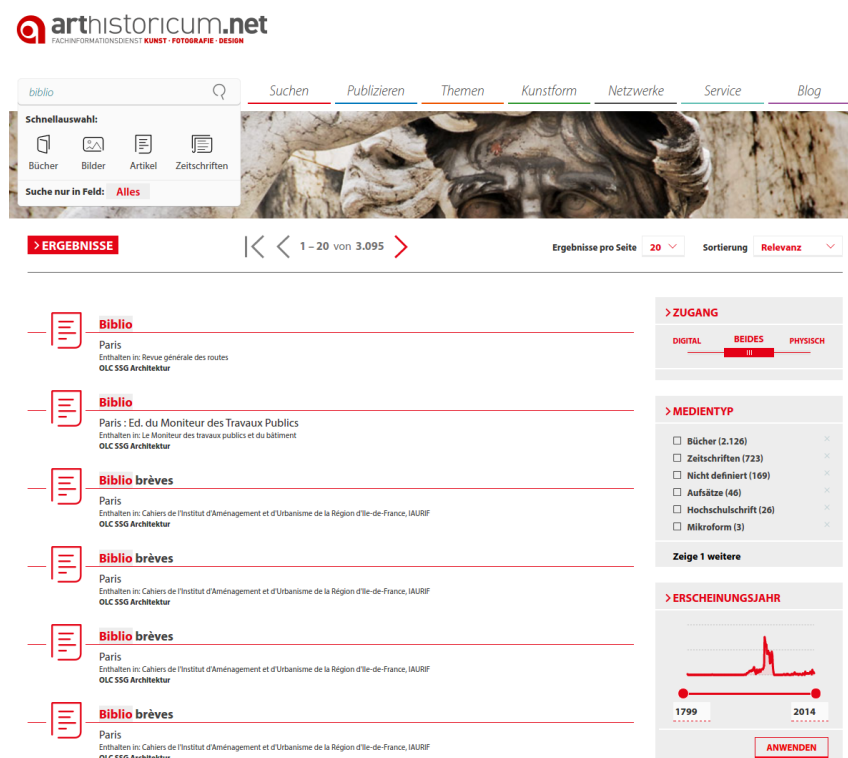 arthistoricum.net
FACHINFORMATIONSDIENST KUNST · FOTOGRAFIE · DESIGN
biblio
Suchen Publizieren Themen Kunstform Netzwerke Service Blog
Schnellauswahl:
Bücher Bilder Artikel Zeitschriften
Suche nur in Feld: Alles
> ERGEBNISSE
1 – 20 von 3.095
Ergebnisse pro Seite 20
Sortierung Relevanz
Biblio
Paris
Enthalten in: Revue générale des routes
OLC SSG Architektur
Biblio
Paris : Ed. du Moniteur des Travaux Publics
Enthalten in: Le Moniteur des travaux publics et du bâtiment
OLC SSG Architektur
Biblio brèves
Paris
Enthalten in: Cahiers de l'Institut d'Aménagement et d'Urbanisme de la Région d'Ile-de-France, IAURIF
OLC SSG Architektur
Biblio brèves
Paris
Enthalten in: Cahiers de l'Institut d'Aménagement et d'Urbanisme de la Région d'Ile-de-France, IAURIF
OLC SSG Architektur
Biblio brèves
Paris
Enthalten in: Cahiers de l'Institut d'Aménagement et d'Urbanisme de la Région d'Ile-de-France, IAURIF
OLC SSG Architektur
Biblio brèves
Paris
Enthalten in: Cahiers de l'Institut d'Aménagement et d'Urbanisme de la Région d'Ile-de-France, IAURIF
OLC SSG Architektur
> ZUGANG
DIGITAL BEIDES PHYSISCH
> MEDIENTYP
Bücher (2.126)
Zeitschriften (723)
Nicht definiert (169)
Aufsätze (46)
Hochschulschrift (26)
Mikroform (3)
Zeige 1 weitere
> ERSCHEINUNGSJAHR
1799 2014
ANWENDEN